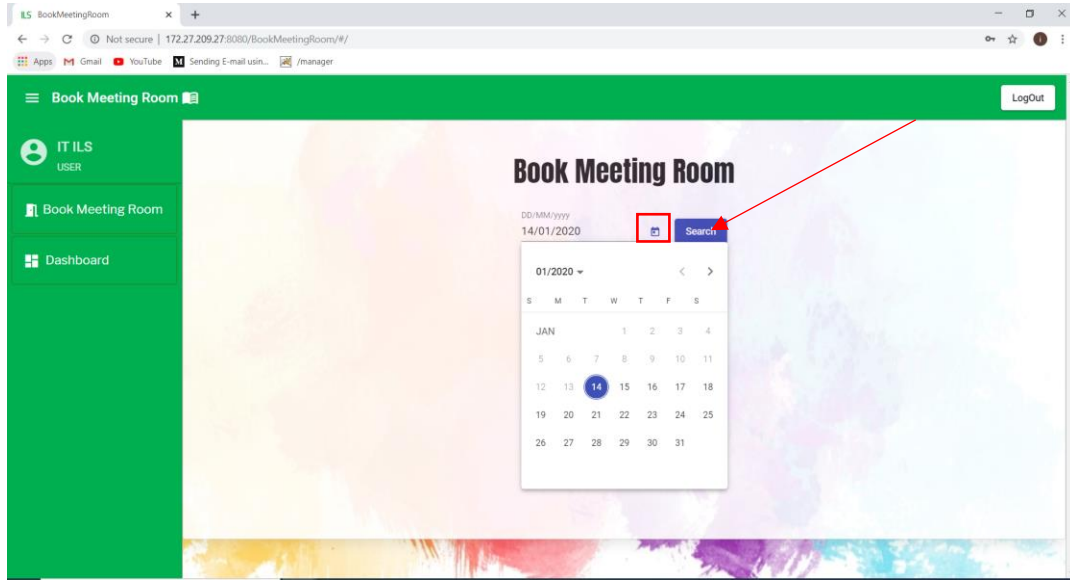 ILS BookMeetingRoom
Not secure | 172.27.209.27:8080/BookMeetingRoom/#/
Apps Gmail YouTube Sending E-mail usin... /manager
Book Meeting Room
LogOut
IT ILS
USER
Book Meeting Room
Dashboard
Book Meeting Room
DD/MM/yyyy
14/01/2020
Search
01/2020
S M T W T F S
JAN 1 2 3 4
5 6 7 8 9 10 11
12 13 14 15 16 17 18
19 20 21 22 23 24 25
26 27 28 29 30 31